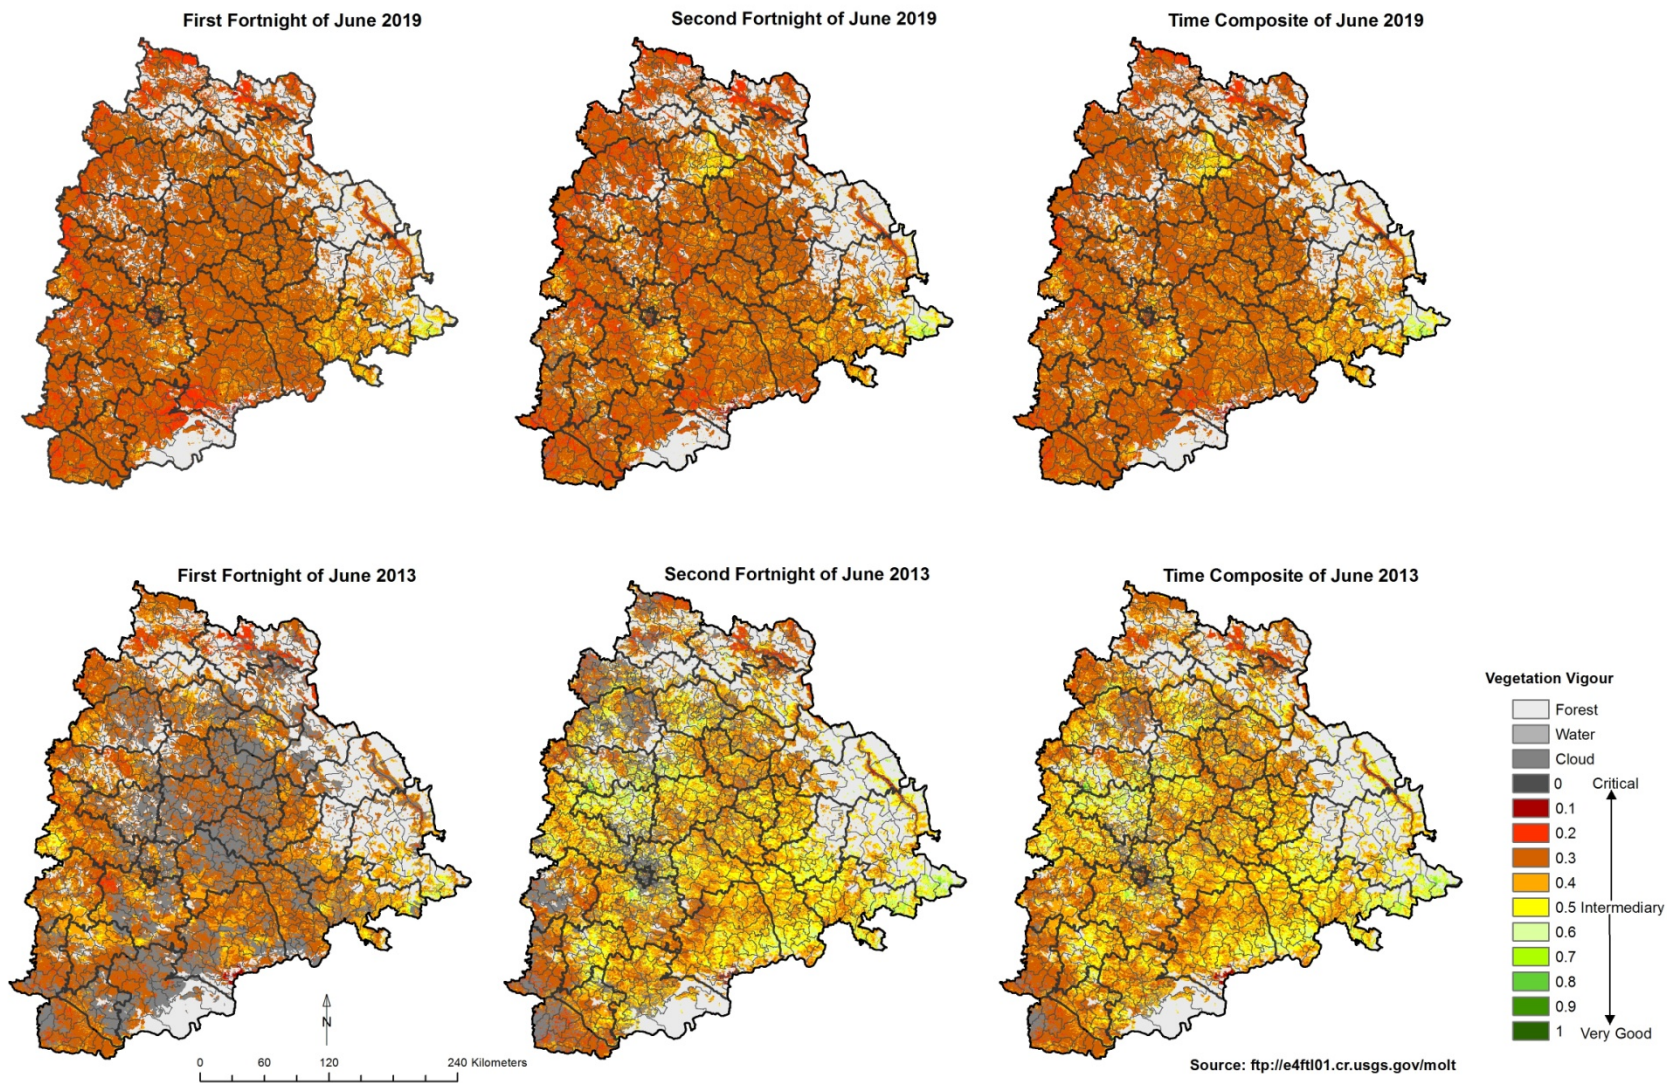 First Fortnight of June 2019
Second Fortnight of June 2019
Time Composite of June 2019
First Fortnight of June 2013
Second Fortnight of June 2013
Time Composite of June 2013
Vegetation Vigour
Forest
Water
Cloud
0 Critical
0.1
0.2
0.3
0.4
0.5 Intermediary
0.6
0.7
0.8
0.9
1 Very Good
N
0 60 120 240 Kilometers
Source: ftp://e4ftl01.cr.usgs.gov/molt